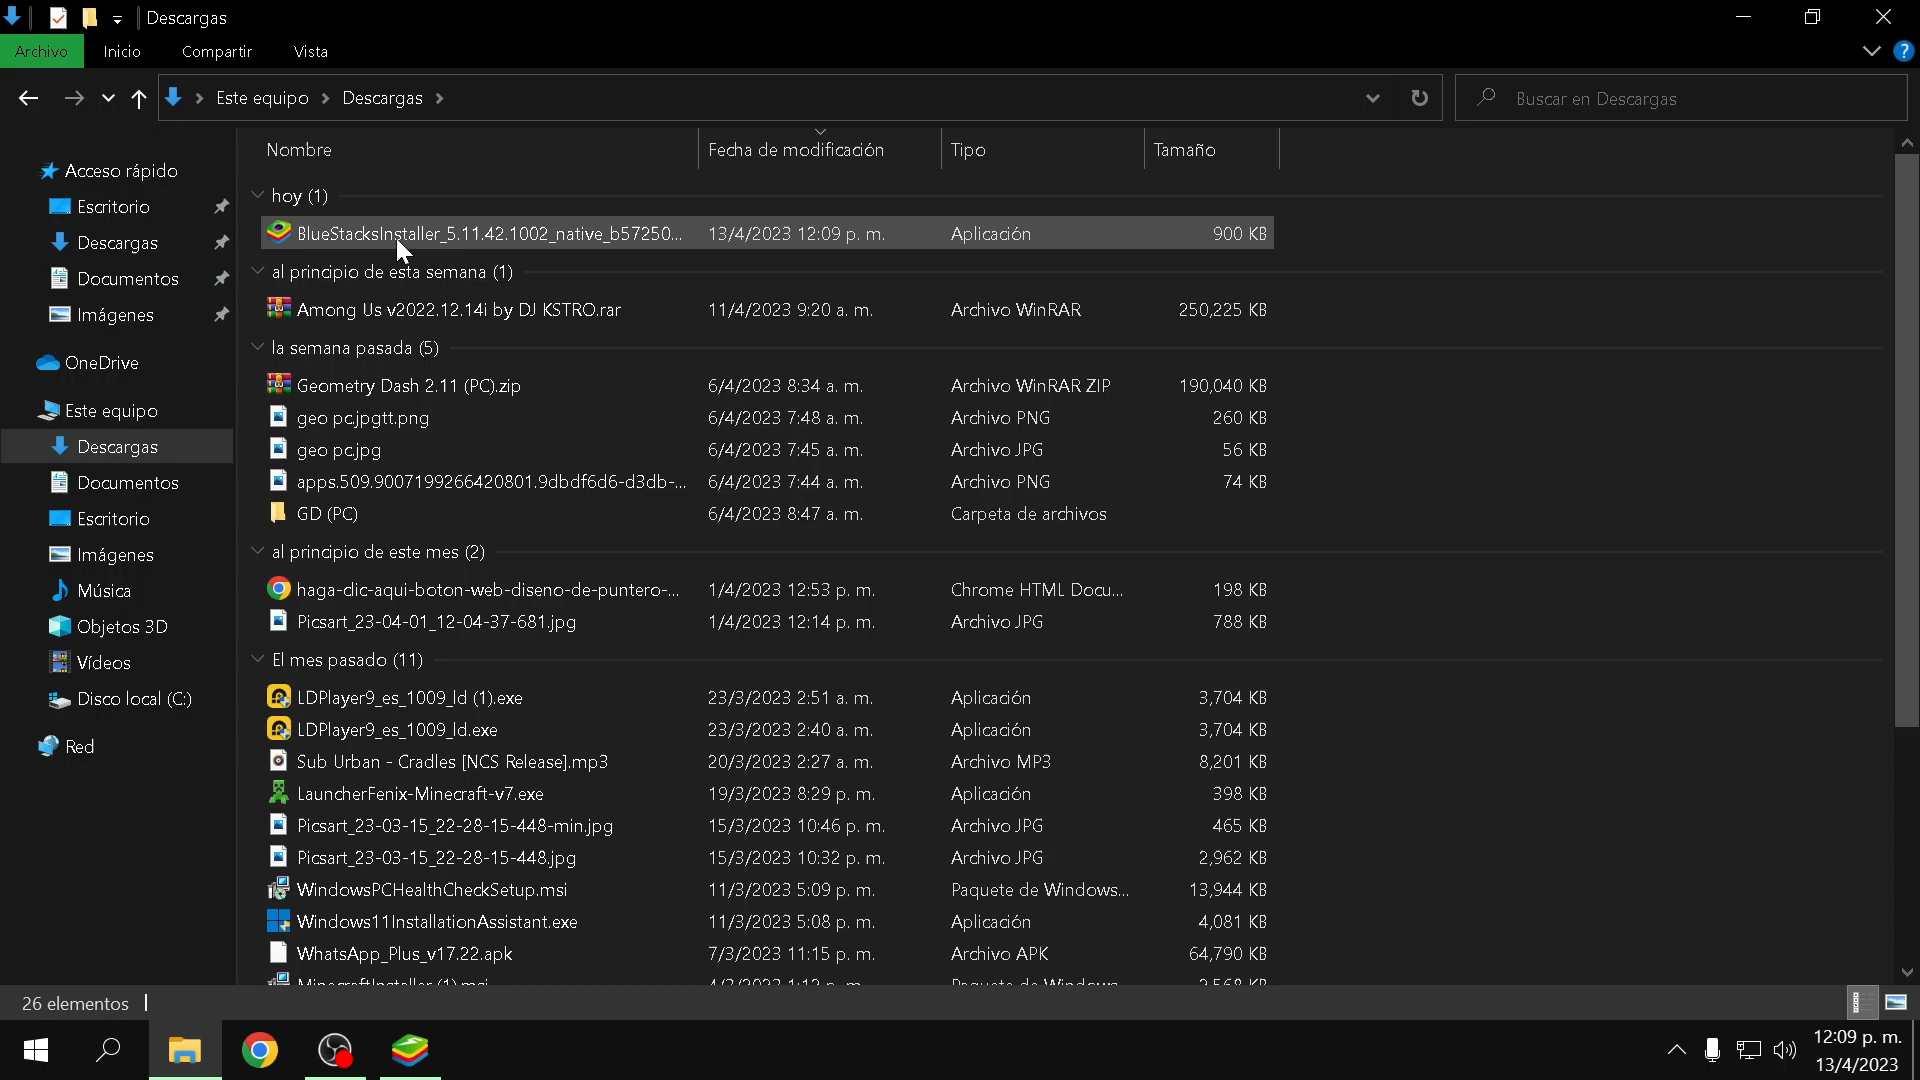 Descargas
Archivo Inicio Compartir Vista
Este equipo Descargas
Buscar en Descargas
Nombre Fecha de modificación Tipo Tamaño
Acceso rápido
Escritorio
Descargas
Documentos
Imágenes
OneDrive
Este equipo
Descargas
Documentos
Escritorio
Imágenes
Música
Objetos 3D
Vídeos
Disco local (C:)
Red
hoy (1)
BlueStacksInstaller_5.11.42.1002_native_b57250... 13/4/2023 12:09 p. m. Aplicación 900 KB
al principio de esta semana (1)
Among Us v2022.12.14i by DJ KSTRO.rar 11/4/2023 9:20 a. m. Archivo WinRAR 250,225 KB
la semana pasada (5)
Geometry Dash 2.11 (PC).zip 6/4/2023 8:34 a. m. Archivo WinRAR ZIP 190,040 KB
geo pc.jpgtt.png 6/4/2023 7:48 a. m. Archivo PNG 260 KB
geo pc.jpg 6/4/2023 7:45 a. m. Archivo JPG 56 KB
apps.509.9007199266420801.9dbdf6d6-d3db-... 6/4/2023 7:44 a. m. Archivo PNG 74 KB
GD (PC) 6/4/2023 8:47 a. m. Carpeta de archivos
al principio de este mes (2)
haga-clic-aqui-boton-web-diseno-de-puntero-... 1/4/2023 12:53 p. m. Chrome HTML Docu... 198 KB
Picsart_23-04-01_12-04-37-681.jpg 1/4/2023 12:14 p. m. Archivo JPG 788 KB
El mes pasado (11)
LDPlayer9_es_1009_ld (1).exe 23/3/2023 2:51 a. m. Aplicación 3,704 KB
LDPlayer9_es_1009_ld.exe 23/3/2023 2:40 a. m. Aplicación 3,704 KB
Sub Urban - Cradles [NCS Release].mp3 20/3/2023 2:27 a. m. Archivo MP3 8,201 KB
LauncherFenix-Minecraft-v7.exe 19/3/2023 8:29 p. m. Aplicación 398 KB
Picsart_23-03-15_22-28-15-448-min.jpg 15/3/2023 10:46 p. m. Archivo JPG 465 KB
Picsart_23-03-15_22-28-15-448.jpg 15/3/2023 10:32 p. m. Archivo JPG 2,962 KB
WindowsPCHealthCheckSetup.msi 11/3/2023 5:09 p. m. Paquete de Windows... 13,944 KB
Windows11InstallationAssistant.exe 11/3/2023 5:08 p. m. Aplicación 4,081 KB
WhatsApp_Plus_v17.22.apk 7/3/2023 11:15 p. m. Archivo APK 64,790 KB
MinecraftInstaller (1).msi 4/3/2023 1:12 p. m. Paquete de Windows... 2,568 KB
26 elementos
12:09 p. m.
13/4/2023